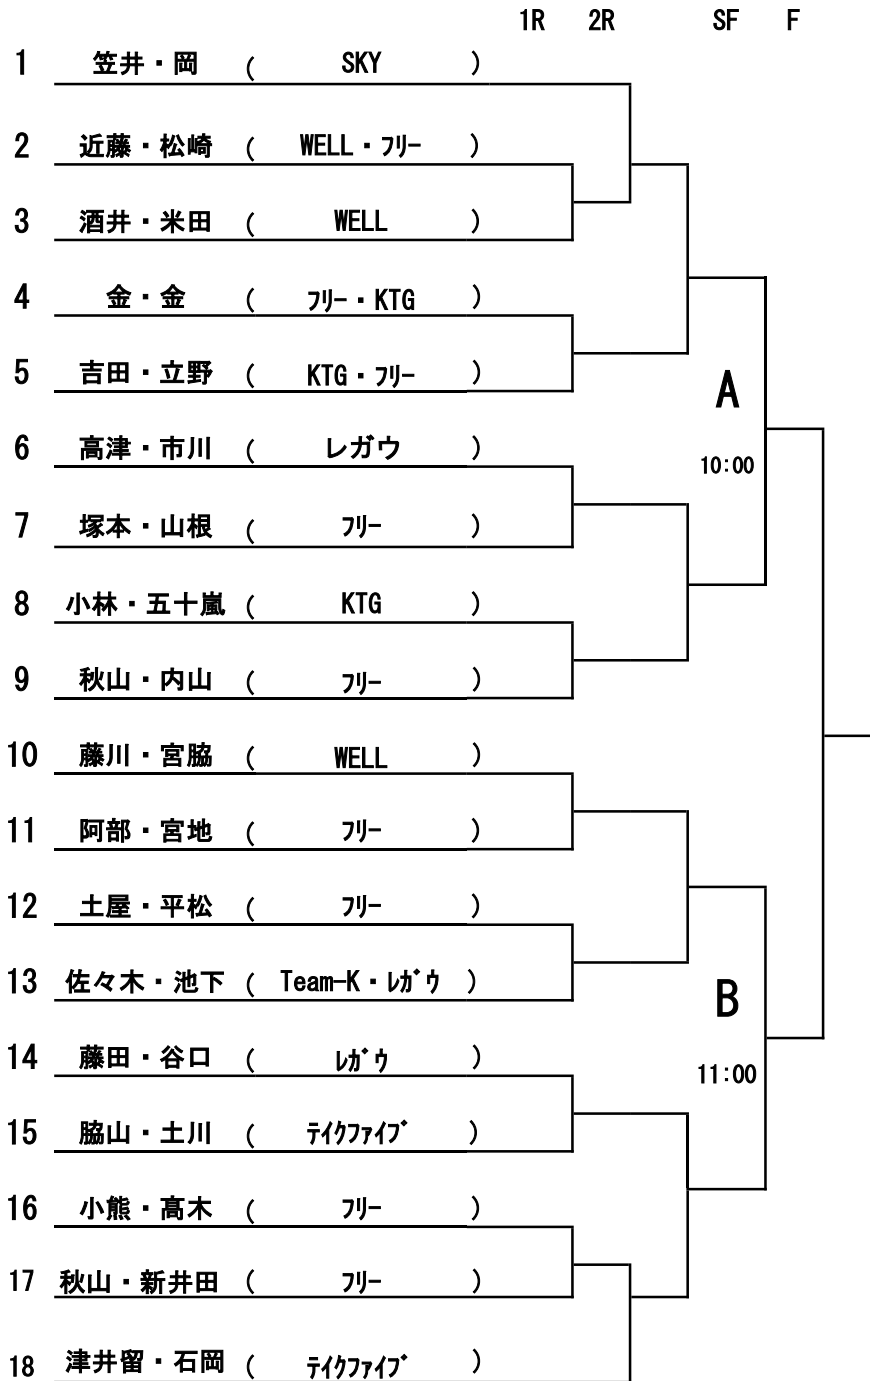 1R 2R SF F
1 笠井・岡 ( SKY )
2 近藤・松崎 ( WELL・ﾌﾘｰ )
3 酒井・米田 ( WELL )
4 金・金 ( ﾌﾘｰ・KTG )
5 吉田・立野 ( KTG・ﾌﾘｰ )
A
6 高津・市川 ( レガウ )
10:00
7 塚本・山根 ( ﾌﾘｰ )
8 小林・五十嵐 ( KTG )
9 秋山・内山 ( ﾌﾘｰ )
10 藤川・宮脇 ( WELL )
11 阿部・宮地 ( ﾌﾘｰ )
12 土屋・平松 ( ﾌﾘｰ )
13 佐々木・池下 ( Team-K・ﾚｶﾞｳ )
B
14 藤田・谷口 ( ﾚｶﾞｳ )
11:00
15 脇山・土川 ( ﾃｲｸﾌｧｲﾌﾞ )
16 小熊・髙木 ( ﾌﾘｰ )
17 秋山・新井田 ( ﾌﾘｰ )
18 津井留・石岡 ( ﾃｲｸﾌｧｲﾌﾞ )